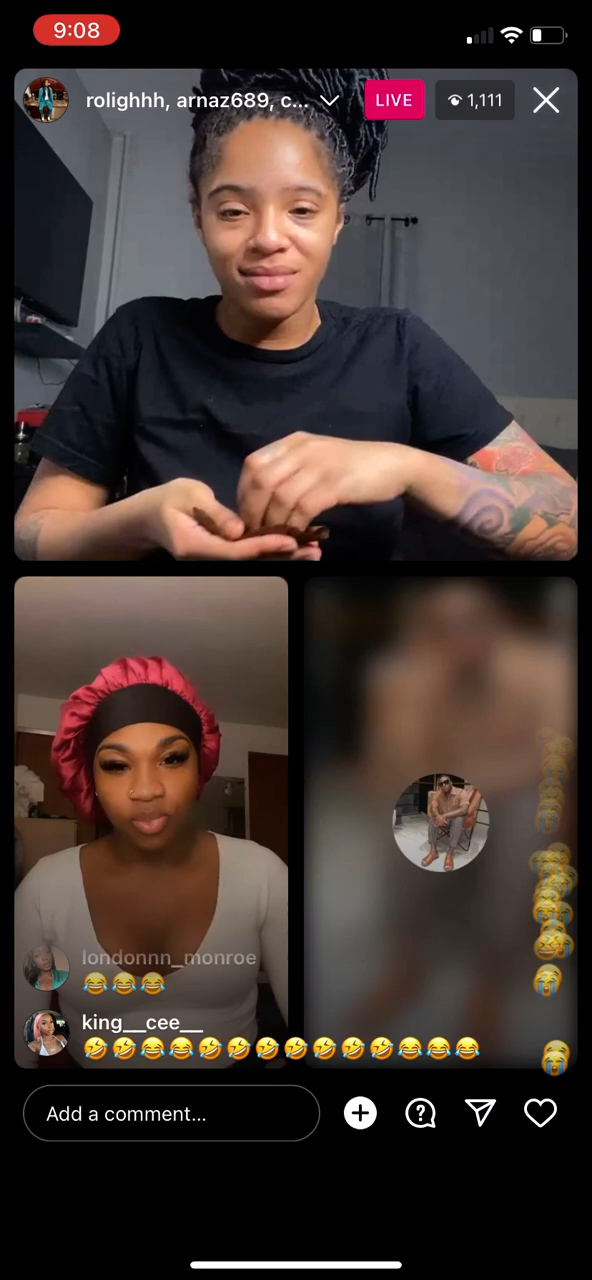 9:08
rolighhh, arnaz689, c...
LIVE
1,111
londonnn_monroe
😂😂😂
king__cee__
🤣🤣😂😂🤣🤣🤣🤣🤣🤣🤣😂😂😂
Add a comment...